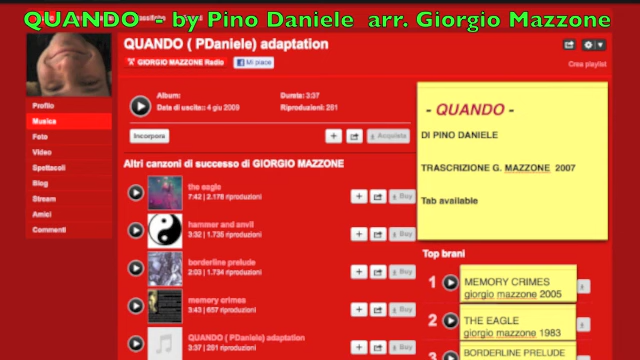 QUANDO - by Pino Daniele arr. Giorgio Mazzone
QUANDO ( PDaniele) adaptation
GIORGIO MAZZONE Radio
Mi piace
Crea playlist
Profilo
Musica
Foto
Video
Spettacoli
Blog
Stream
Amici
Commenti
Album:
Durata: 3:37
Data di uscita:: 4 giu 2009
Riproduzioni: 281
Incorpora
Acquista
Altri canzoni di successo di GIORGIO MAZZONE
the eagle
7:42 | 2.178 riproduzioni
Buy
hammer and anvil
3:32 | 1.735 riproduzioni
Buy
borderline prelude
2:03 | 1.734 riproduzioni
Buy
memory crimes
3:43 | 657 riproduzioni
Buy
QUANDO ( PDaniele) adaptation
3:37 | 281 riproduzioni
Buy
- QUANDO -
DI PINO DANIELE
TRASCRIZIONE G. MAZZONE 2007
Tab available
Top brani
1
MEMORY CRIMES
giorgio mazzone 2005
2
THE EAGLE
giorgio mazzone 1983
3
BORDERLINE PRELUDE